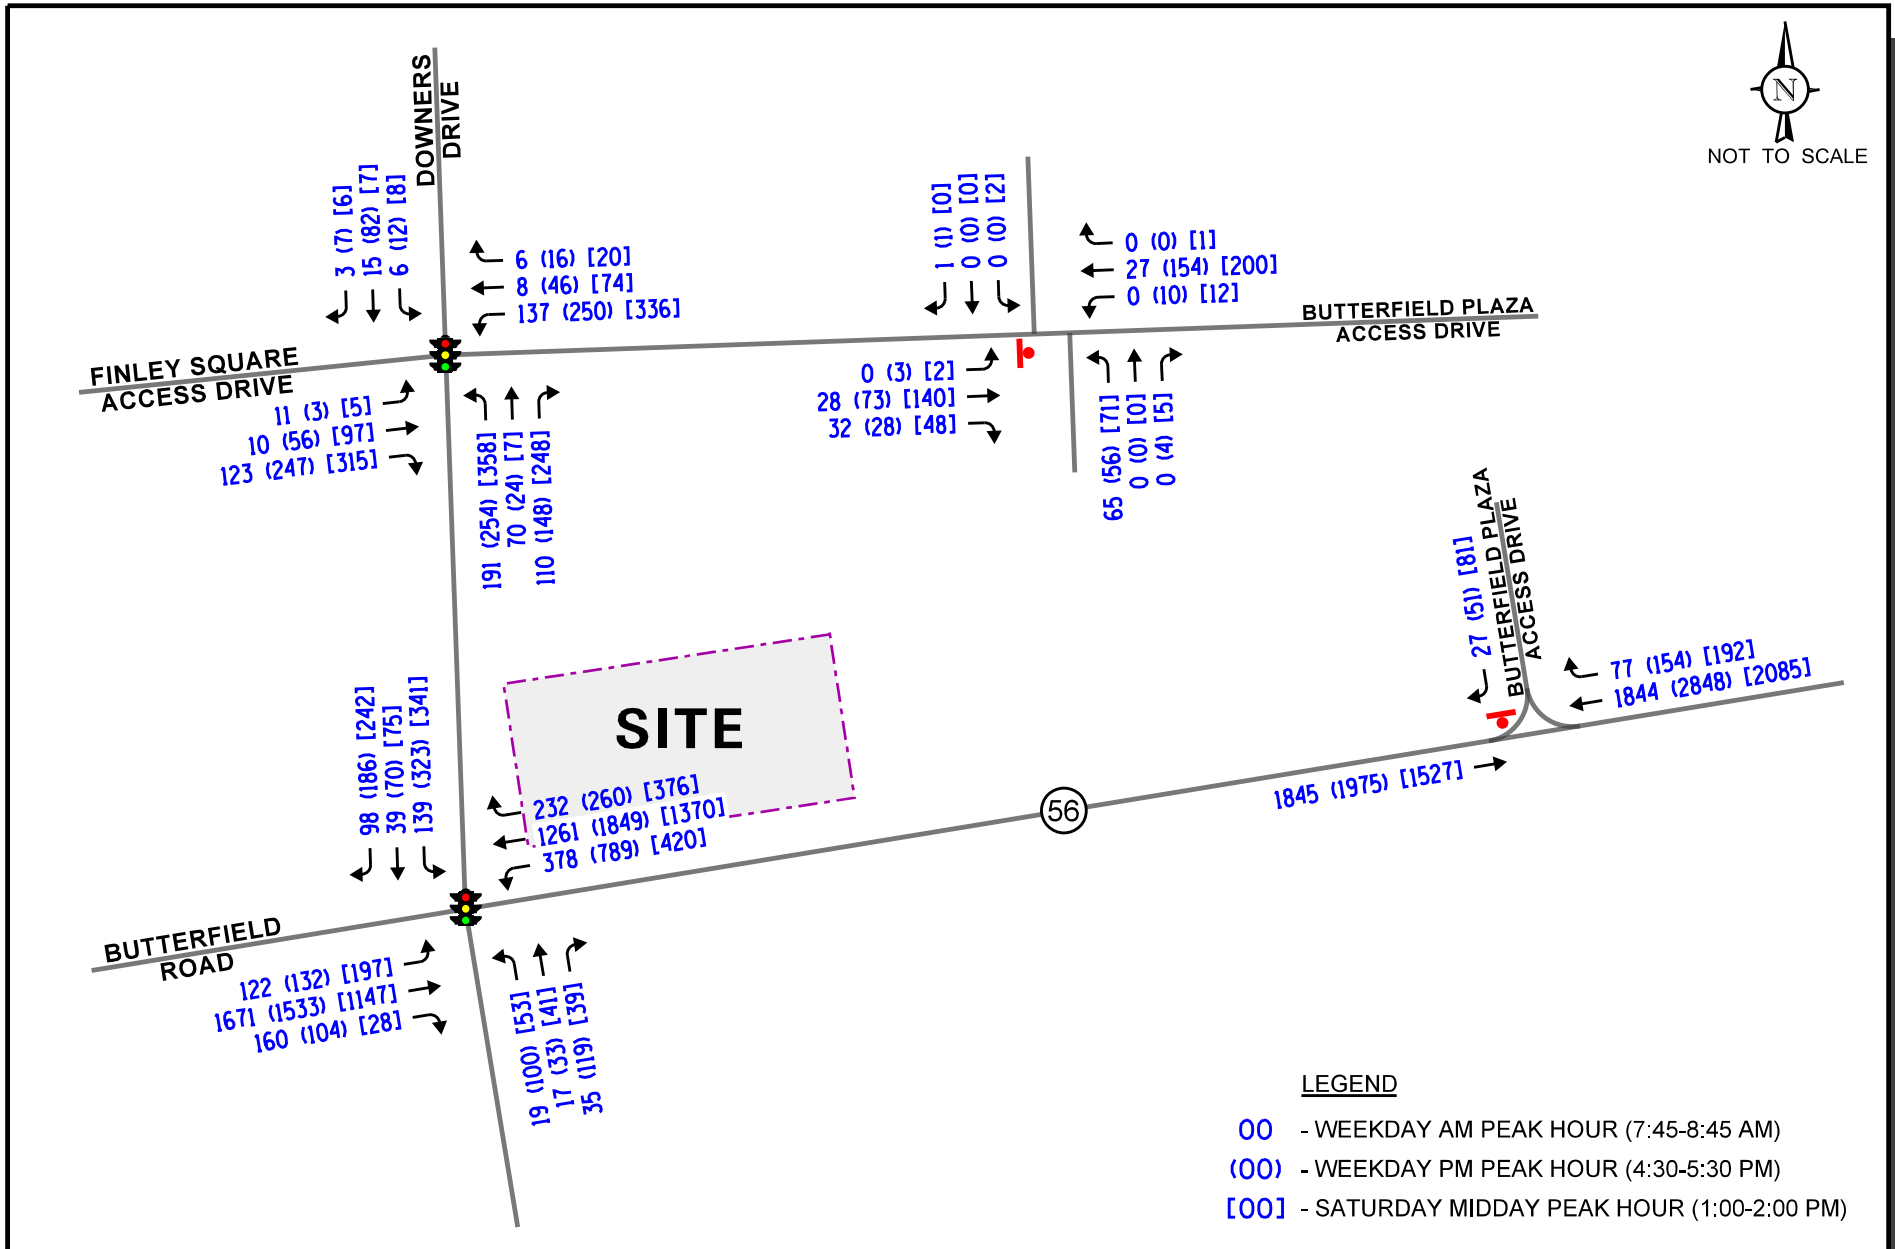 DOWNERS
DRIVE
N
NOT TO SCALE
3 (7) [6]
15 (82) [7]
6 (12) [8]
6 (16) [20]
8 (46) [74]
137 (250) [336]
1 (1) [0]
0 (0) [0]
0 (0) [2]
0 (0) [1]
27 (154) [200]
0 (10) [12]
BUTTERFIELD PLAZA
ACCESS DRIVE
FINLEY SQUARE
ACCESS DRIVE
11 (3) [5]
10 (56) [97]
123 (247) [315]
191 (254) [358]
70 (24) [7]
110 (148) [248]
0 (3) [2]
28 (73) [140]
32 (28) [48]
65 (56) [71]
0 (0) [0]
0 (4) [5]
BUTTERFIELD PLAZA
ACCESS DRIVE
27 (51) [81]
77 (154) [192]
1844 (2848) [2085]
1845 (1975) [1527]
SITE
98 (186) [242]
39 (70) [75]
139 (323) [341]
232 (260) [376]
1261 (1849) [1370]
378 (789) [420]
56
BUTTERFIELD
ROAD
122 (132) [197]
1671 (1533) [1147]
160 (104) [28]
19 (100) [53]
17 (33) [41]
35 (119) [39]
LEGEND
00 - WEEKDAY AM PEAK HOUR (7:45-8:45 AM)
(00) - WEEKDAY PM PEAK HOUR (4:30-5:30 PM)
[00] - SATURDAY MIDDAY PEAK HOUR (1:00-2:00 PM)